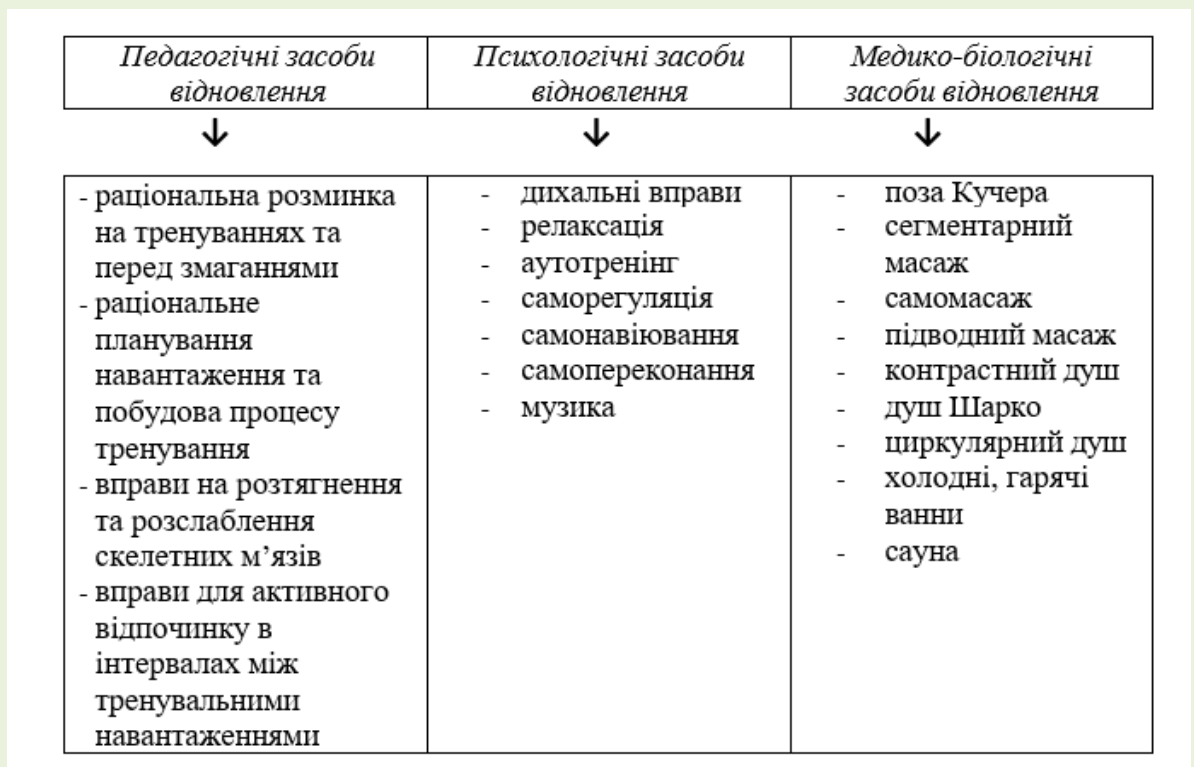 Педагогічні засоби
відновлення
Психологічні засоби
відновлення
Медико-біологічні
засоби відновлення
- раціональна розминка
на тренуваннях та
перед змаганнями
- раціональне
планування
навантаження та
побудова процесу
тренування
- вправи на розтягнення
та розслаблення
скелетних м’язів
- вправи для активного
відпочинку в
інтервалах між
тренувальними
навантаженнями
- дихальні вправи
- релаксація
- аутотренінг
- саморегуляція
- самонавіювання
- самопереконання
- музика
- поза Кучера
- сегментарний
масаж
- самомасаж
- підводний масаж
- контрастний душ
- душ Шарко
- циркулярний душ
- холодні, гарячі
ванни
- сауна